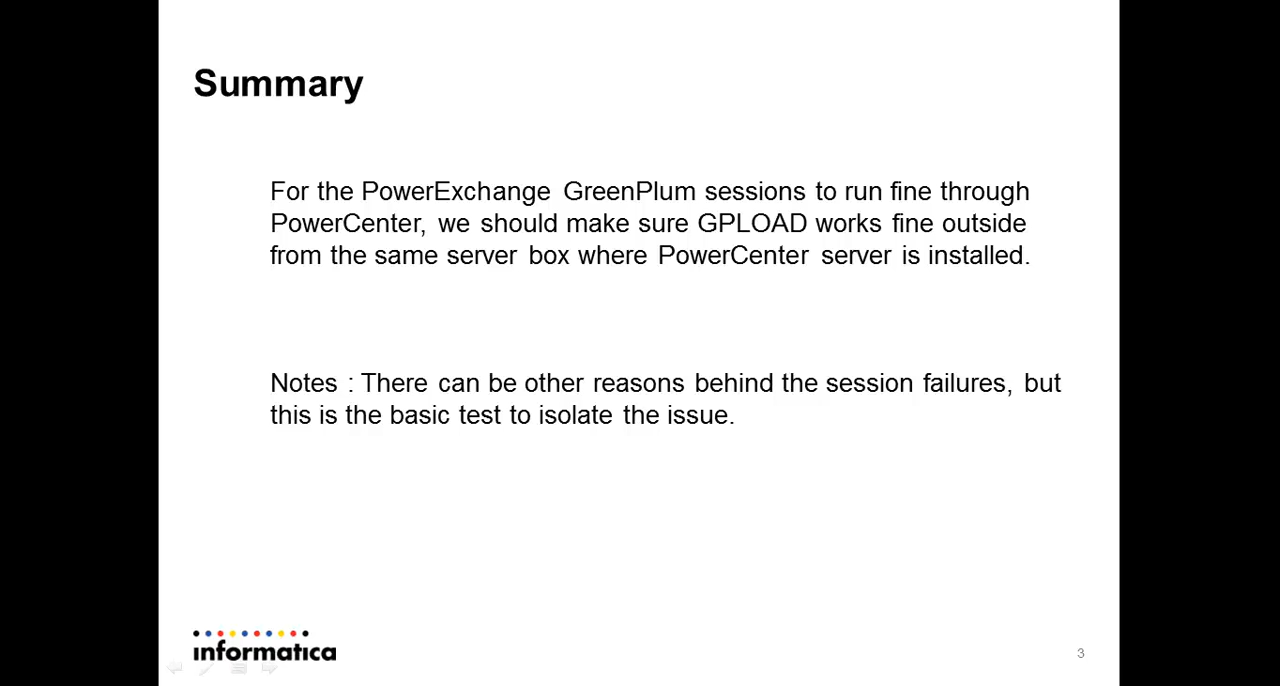 Summary
For the PowerExchange GreenPlum sessions to run fine through
PowerCenter, we should make sure GPLOAD works fine outside
from the same server box where PowerCenter server is installed.
Notes : There can be other reasons behind the session failures, but
this is the basic test to isolate the issue.
informatica
3